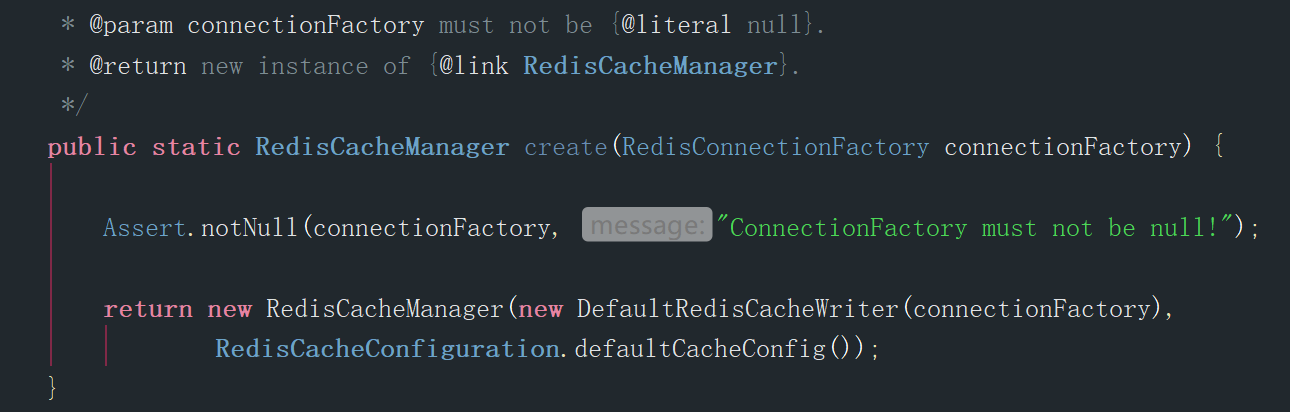 * @param connectionFactory must not be {@literal null}.
* @return new instance of {@link RedisCacheManager}.
*/
public static RedisCacheManager create(RedisConnectionFactory connectionFactory) {
Assert.notNull(connectionFactory, message: "ConnectionFactory must not be null!");
return new RedisCacheManager(new DefaultRedisCacheWriter(connectionFactory),
RedisCacheConfiguration.defaultCacheConfig());
}